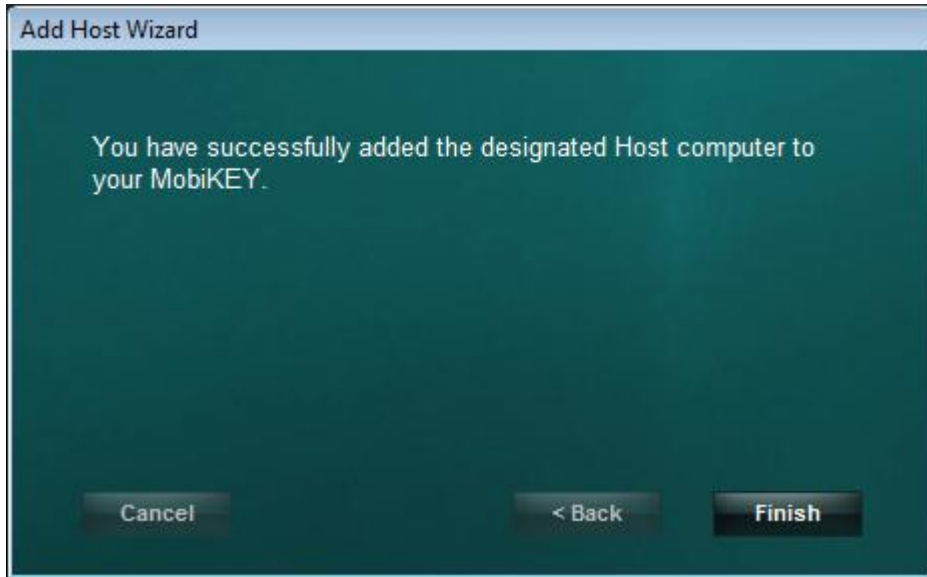 Add Host Wizard
You have successfully added the designated Host computer to
your MobiKEY.
Cancel
< Back
Finish